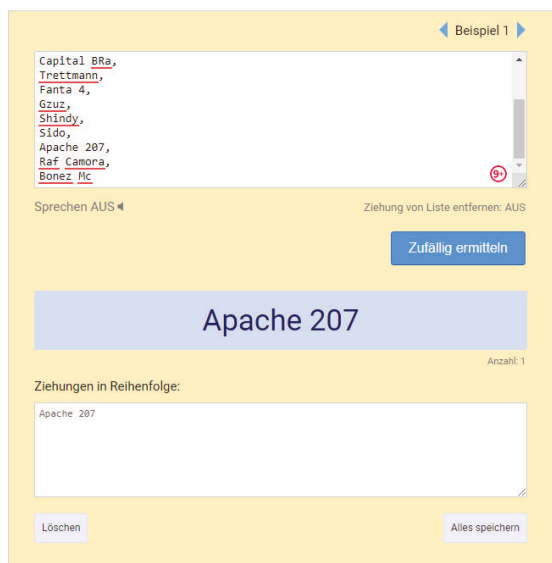 Beispiel 1
Capital BRa,
Trettmann,
Fanta 4,
Gzuz,
Shindy,
Sido,
Apache 207,
Raf Camora,
Bonez Mc
9+
Sprechen AUS
Ziehung von Liste entfernen: AUS
Zufällig ermitteln
Apache 207
Anzahl: 1
Ziehungen in Reihenfolge:
Apache 207
Löschen
Alles speichern